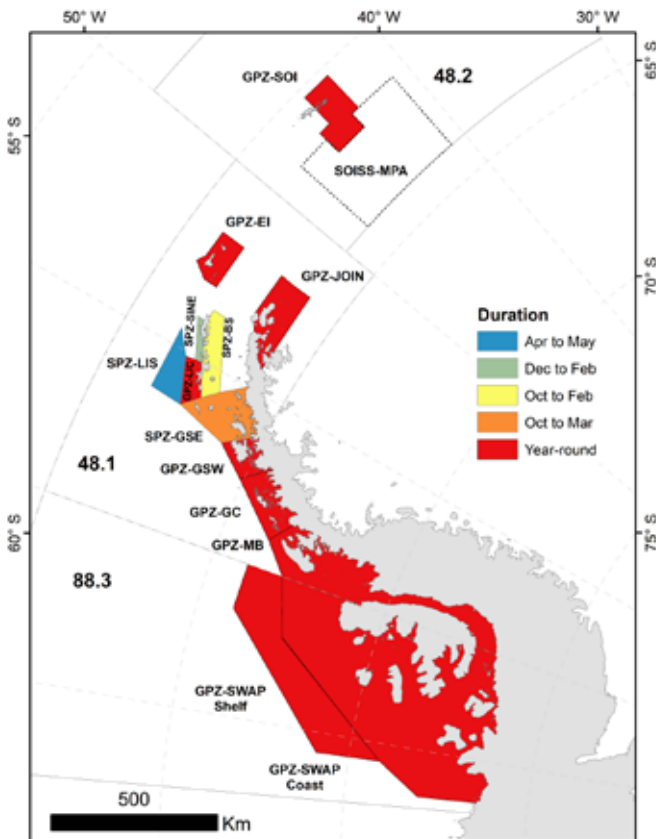 50° W
40° W
30° W
65° S
GPZ-SOI
48.2
55° S
SOISS-MPA
GPZ-EI
GPZ-JOIN
70° S
SPZ-SINE
SPZ-BS
Duration
Apr to May
SPZ-LIS
GPZ-LIC
Dec to Feb
Oct to Feb
SPZ-GSE
Oct to Mar
48.1
GPZ-GSW
Year-round
GPZ-GC
60° S
GPZ-MB
75° S
88.3
GPZ-SWAP
Shelf
GPZ-SWAP
Coast
500
Km